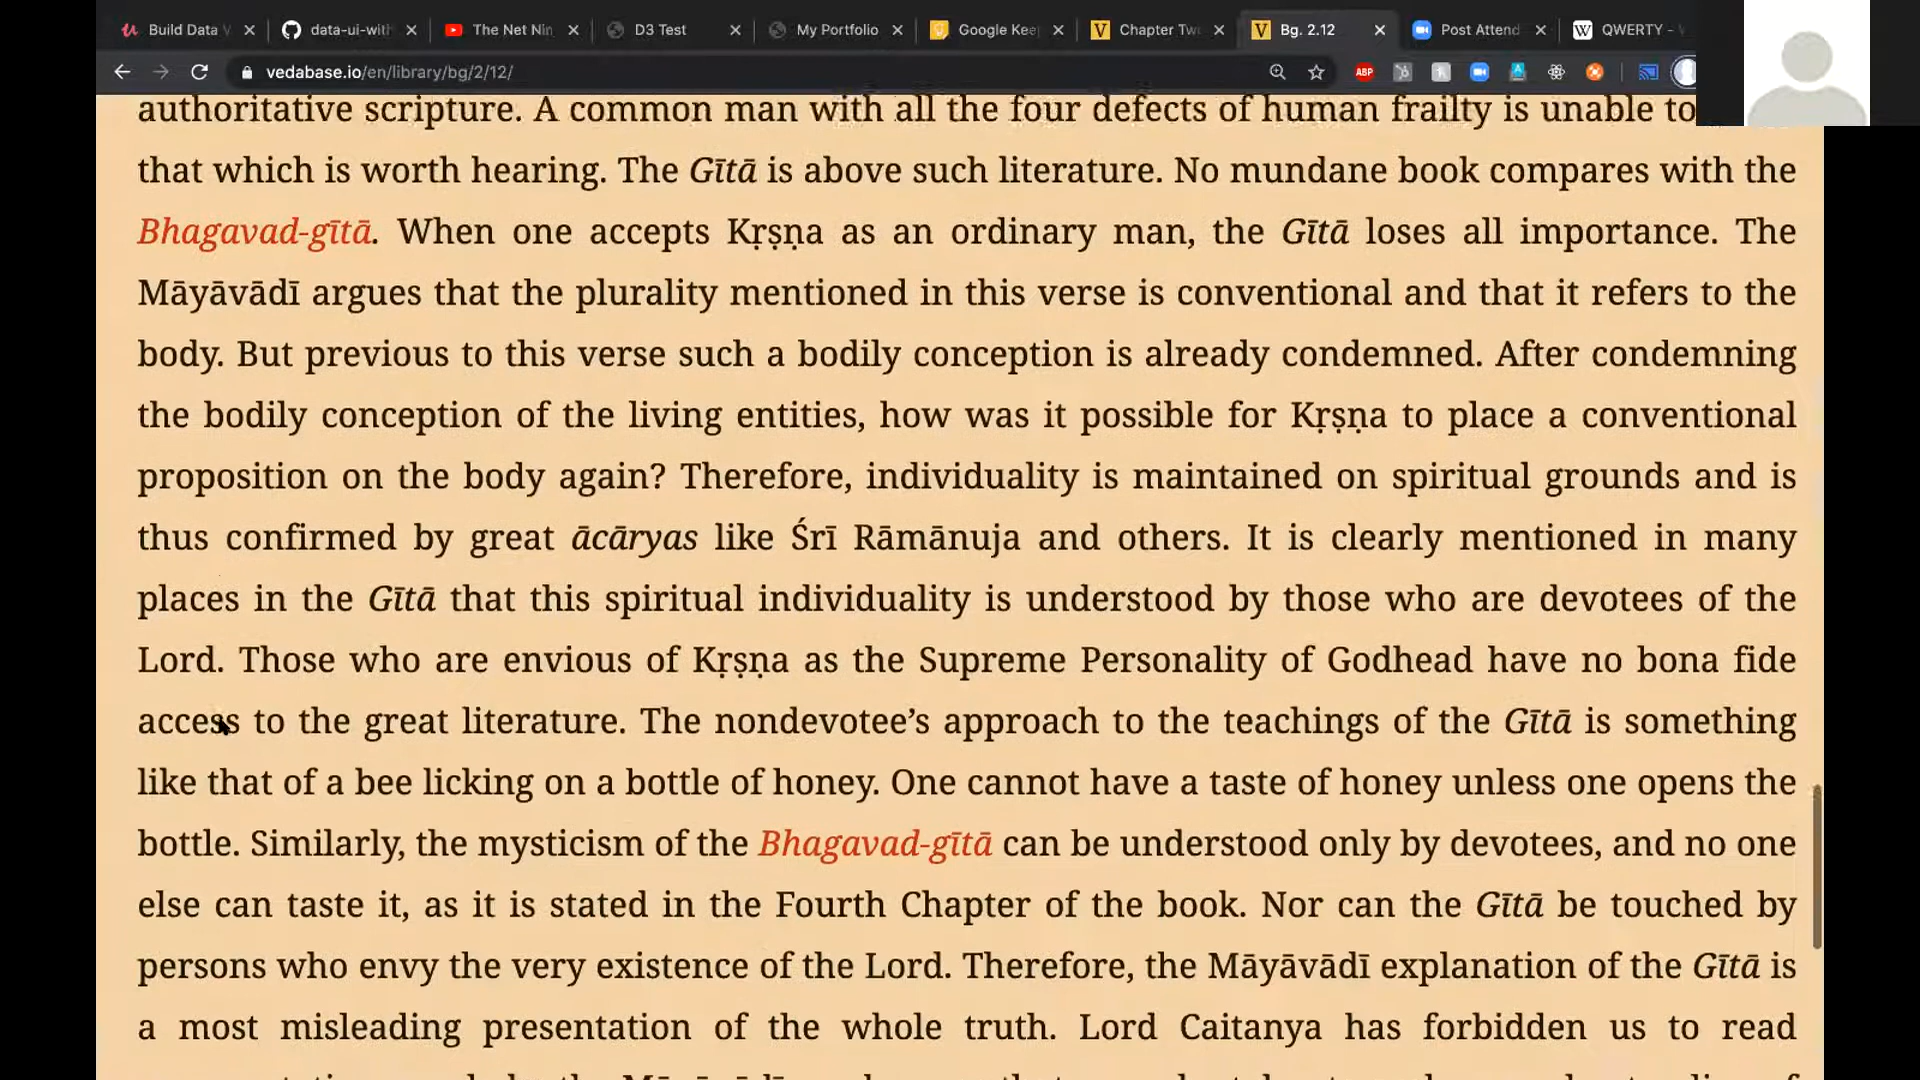 Build Data V
data-ui-with
The Net Nin
D3 Test
My Portfolio
Google Kee
Chapter Tw
Bg. 2.12
Post Attend
QWERTY -
vedabase.io/en/library/bg/2/12/
ABP
authoritative scripture. A common man with all the four defects of human frailty is unable to
that which is worth hearing. The Gītā is above such literature. No mundane book compares with the
Bhagavad-gītā. When one accepts Kṛṣṇa as an ordinary man, the Gītā loses all importance. The
Māyāvādī argues that the plurality mentioned in this verse is conventional and that it refers to the
body. But previous to this verse such a bodily conception is already condemned. After condemning
the bodily conception of the living entities, how was it possible for Kṛṣṇa to place a conventional
proposition on the body again? Therefore, individuality is maintained on spiritual grounds and is
thus confirmed by great ācāryas like Śrī Rāmānuja and others. It is clearly mentioned in many
places in the Gītā that this spiritual individuality is understood by those who are devotees of the
Lord. Those who are envious of Kṛṣṇa as the Supreme Personality of Godhead have no bona fide
access to the great literature. The nondevotee’s approach to the teachings of the Gītā is something
like that of a bee licking on a bottle of honey. One cannot have a taste of honey unless one opens the
bottle. Similarly, the mysticism of the Bhagavad-gītā can be understood only by devotees, and no one
else can taste it, as it is stated in the Fourth Chapter of the book. Nor can the Gītā be touched by
persons who envy the very existence of the Lord. Therefore, the Māyāvādī explanation of the Gītā is
a most misleading presentation of the whole truth. Lord Caitanya has forbidden us to read